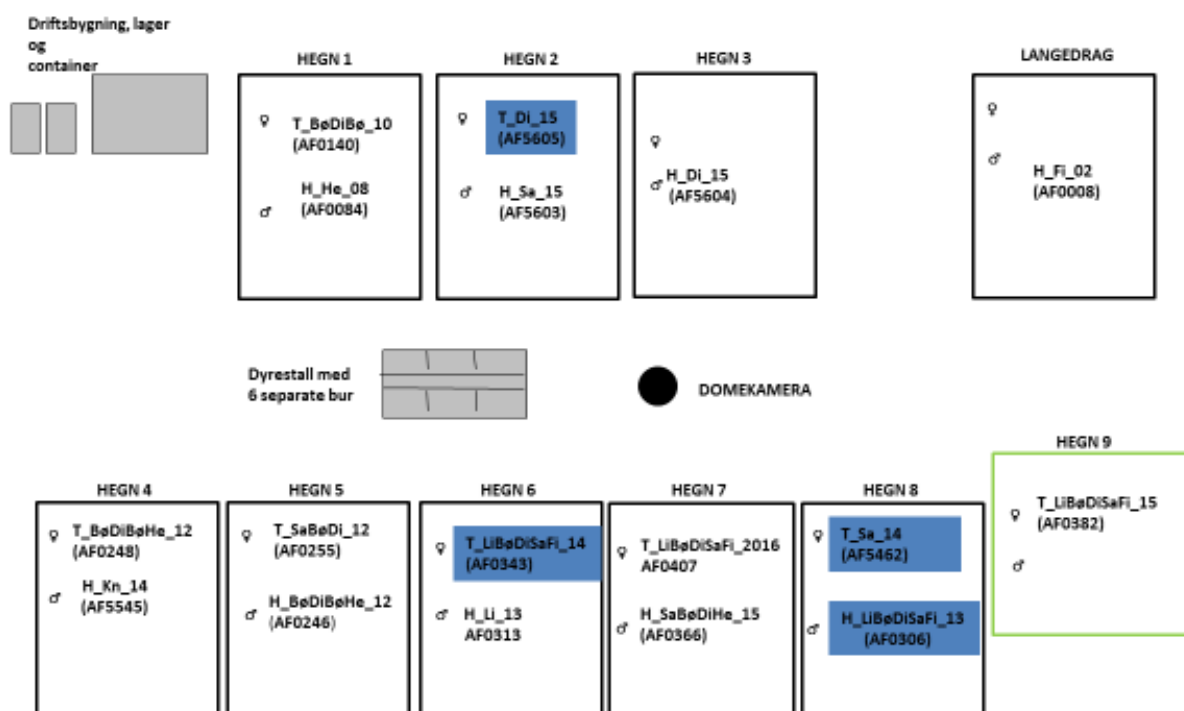 Driftsbygning, lager
og
container
HEGN 1
HEGN 2
HEGN 3
LANGEDRAG
♀ T_BøDiBø_10
(AF0140)
♂ H_He_08
(AF0084)
♀ T_Di_15
(AF5605)
♂ H_Sa_15
(AF5603)
♀
♂ H_Di_15
(AF5604)
♀
♂ H_Fi_02
(AF0008)
Dyrestall med
6 separate bur
DOMEKAMERA
HEGN 4
HEGN 5
HEGN 6
HEGN 7
HEGN 8
HEGN 9
♀ T_BøDiBøHe_12
(AF0248)
♂ H_Kn_14
(AF5545)
♀ T_SaBøDi_12
(AF0255)
♂ H_BøDiBøHe_12
(AF0246)
♀ T_LiBøDiSaFi_14
(AF0343)
♂ H_Li_13
AF0313
♀ T_LiBøDiSaFi_2016
AF0407
♂ H_SaBøDiHe_15
(AF0366)
♀ T_Sa_14
(AF5462)
♂ H_LiBøDiSaFi_13
(AF0306)
♀ T_LiBøDiSaFi_15
(AF0382)
♂